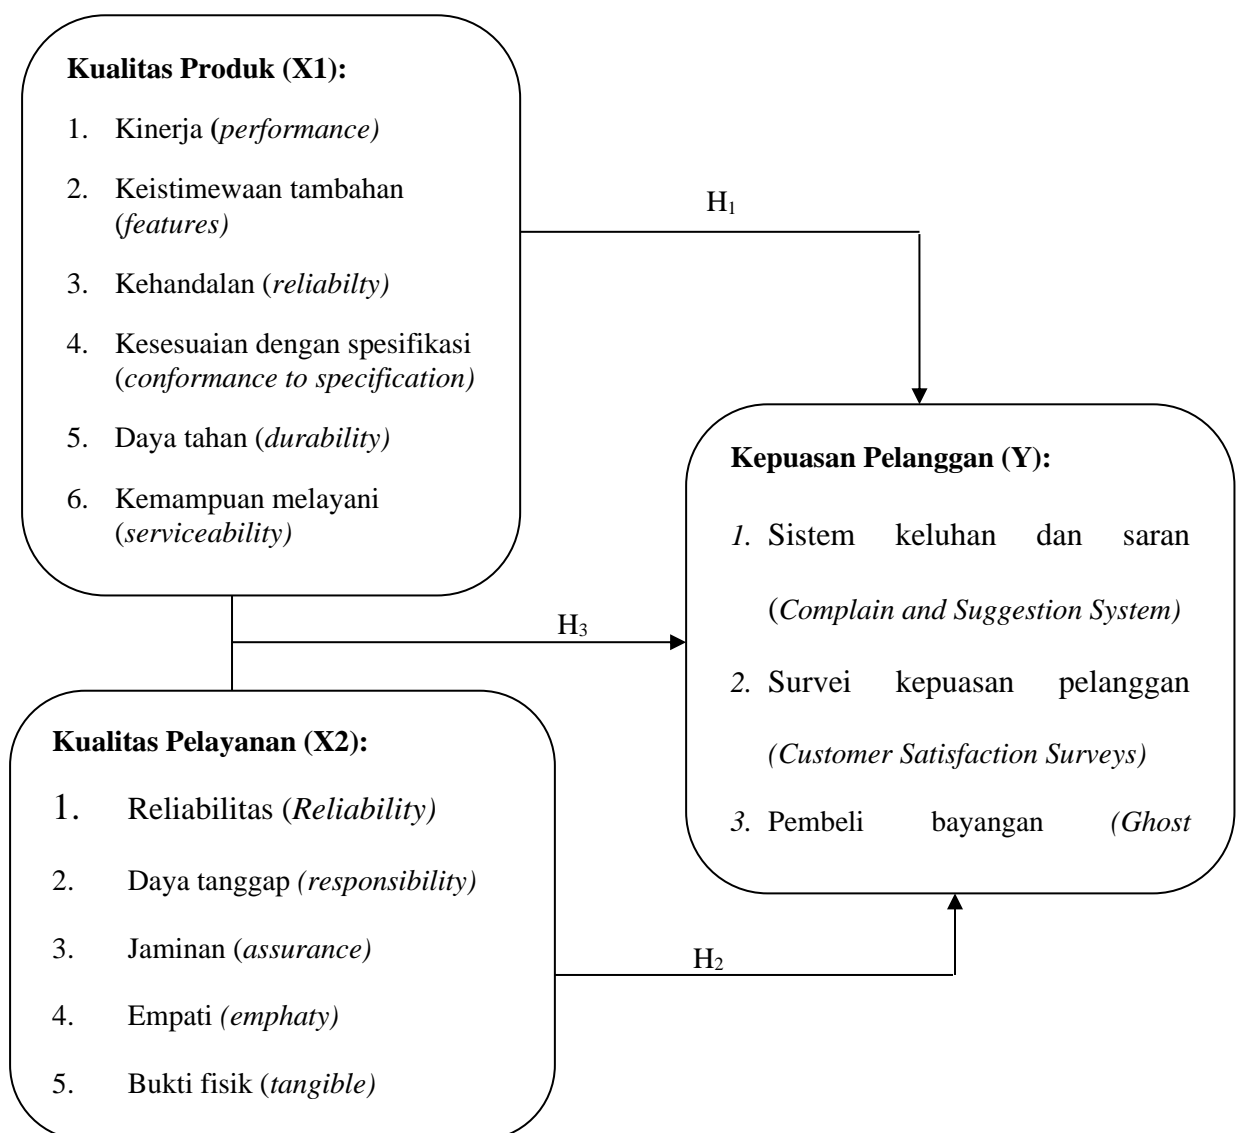 Kualitas Produk (X1):
1. Kinerja (performance)
2. Keistimewaan tambahan
(features)
3. Kehandalan (reliabilty)
4. Kesesuaian dengan spesifikasi
(conformance to specification)
5. Daya tahan (durability)
6. Kemampuan melayani
(serviceability)
H1
Kepuasan Pelanggan (Y):
1. Sistem keluhan dan saran
(Complain and Suggestion System)
2. Survei kepuasan pelanggan
(Customer Satisfaction Surveys)
3. Pembeli bayangan (Ghost
H3
Kualitas Pelayanan (X2):
1. Reliabilitas (Reliability)
2. Daya tanggap (responsibility)
3. Jaminan (assurance)
4. Empati (emphaty)
5. Bukti fisik (tangible)
H2